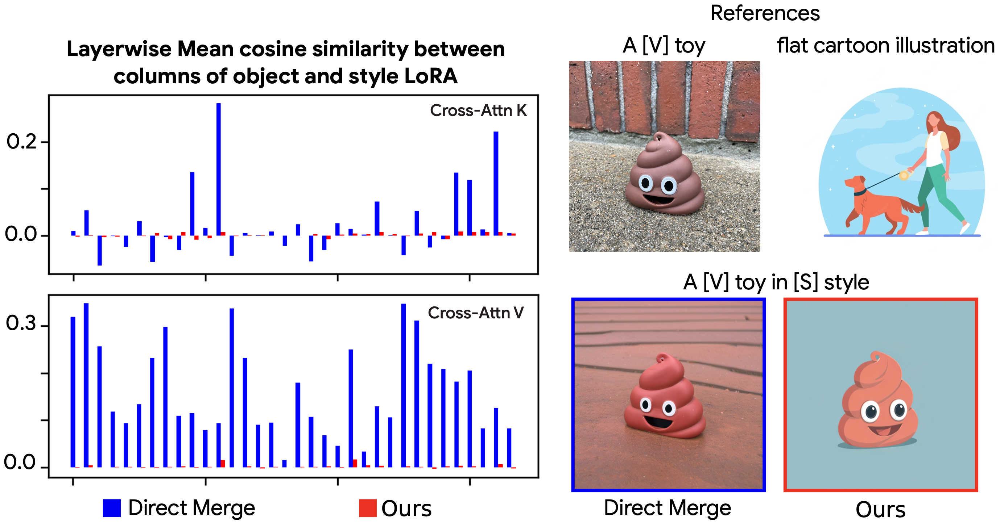 Layerwise Mean cosine similarity between
columns of object and style LoRA
Cross-Attn K
0.2
0.0
Cross-Attn V
0.3
0.0
Direct Merge
Ours
References
A [V] toy
flat cartoon illustration
A [V] toy in [S] style
Direct Merge
Ours